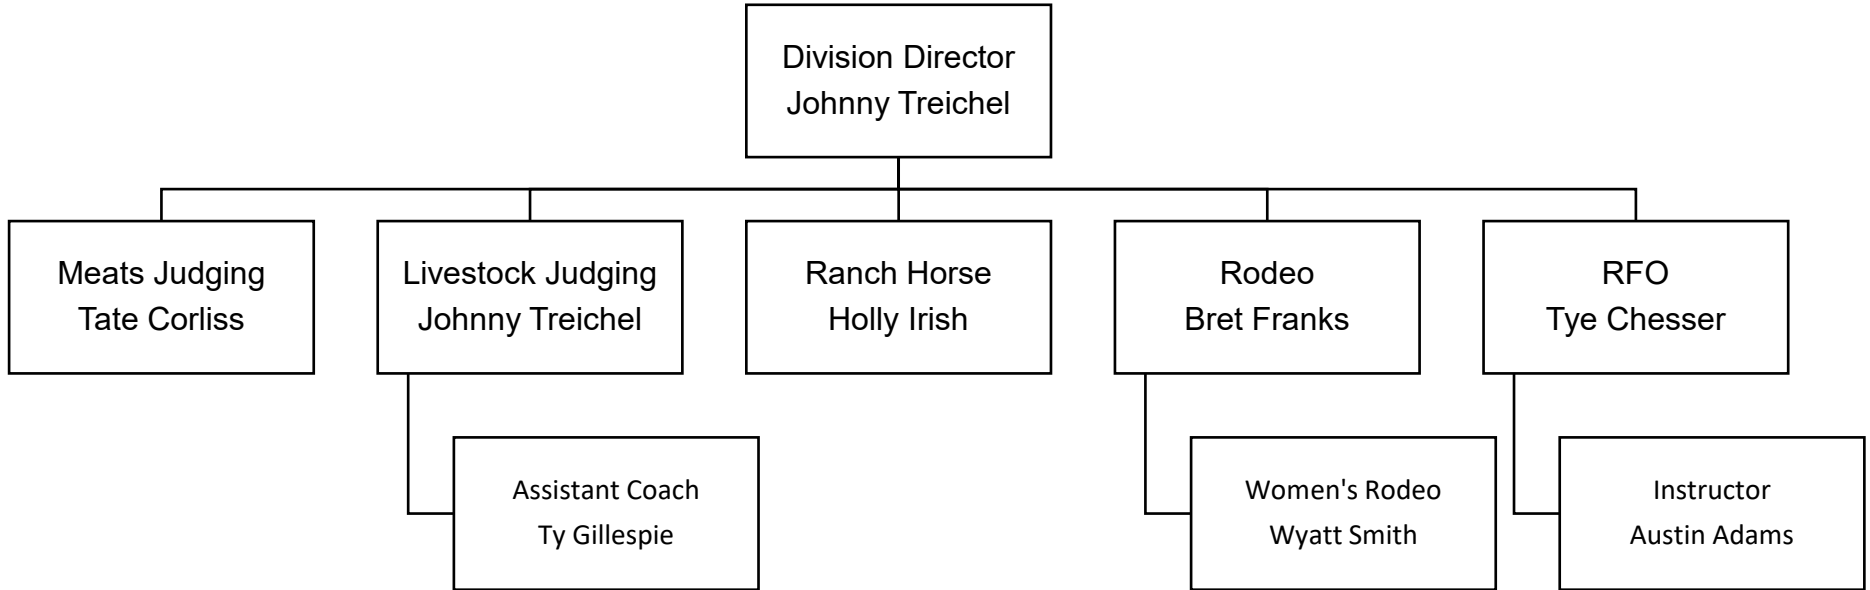 Division Director
Johnny Treichel
Meats Judging
Tate Corliss
Livestock Judging
Johnny Treichel
Ranch Horse
Holly Irish
Rodeo
Bret Franks
RFO
Tye Chesser
Assistant Coach
Ty Gillespie
Women's Rodeo
Wyatt Smith
Instructor
Austin Adams